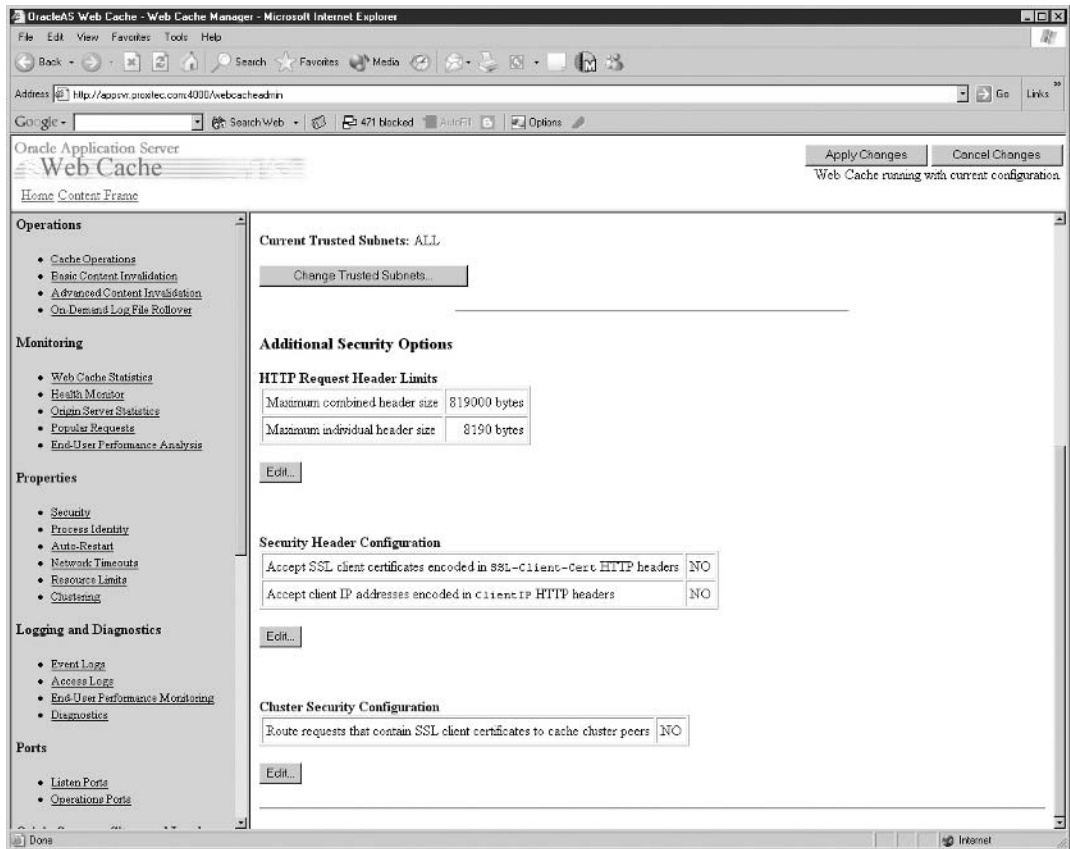 OracleAS Web Cache - Web Cache Manager - Microsoft Internet Explorer
File Edit View Favorites Tools Help
Back Search Favorites Media
Address http://appsvr.proxitec.com:4000/webcacheadmin Go Links
Google Search Web 471 blocked AutoFill Options
Oracle Application Server
Web Cache
Home Content Frame
Apply Changes Cancel Changes
Web Cache running with current configuration.
Operations
Cache Operations
Basic Content Invalidation
Advanced Content Invalidation
On-Demand Log File Rollover
Monitoring
Web Cache Statistics
Health Monitor
Origin Server Statistics
Popular Requests
End-User Performance Analysis
Properties
Security
Process Identity
Auto-Restart
Network Timeouts
Resource Limits
Clustering
Logging and Diagnostics
Event Logs
Access Logs
End-User Performance Monitoring
Diagnostics
Ports
Listen Ports
Operations Ports
Current Trusted Subnets: ALL
Change Trusted Subnets...
Additional Security Options
HTTP Request Header Limits
Maximum combined header size 819000 bytes
Maximum individual header size 8190 bytes
Edit...
Security Header Configuration
Accept SSL client certificates encoded in SSL-Client-Cert HTTP headers NO
Accept client IP addresses encoded in ClientIP HTTP headers NO
Edit...
Cluster Security Configuration
Route requests that contain SSL client certificates to cache cluster peers NO
Edit...
Done Internet